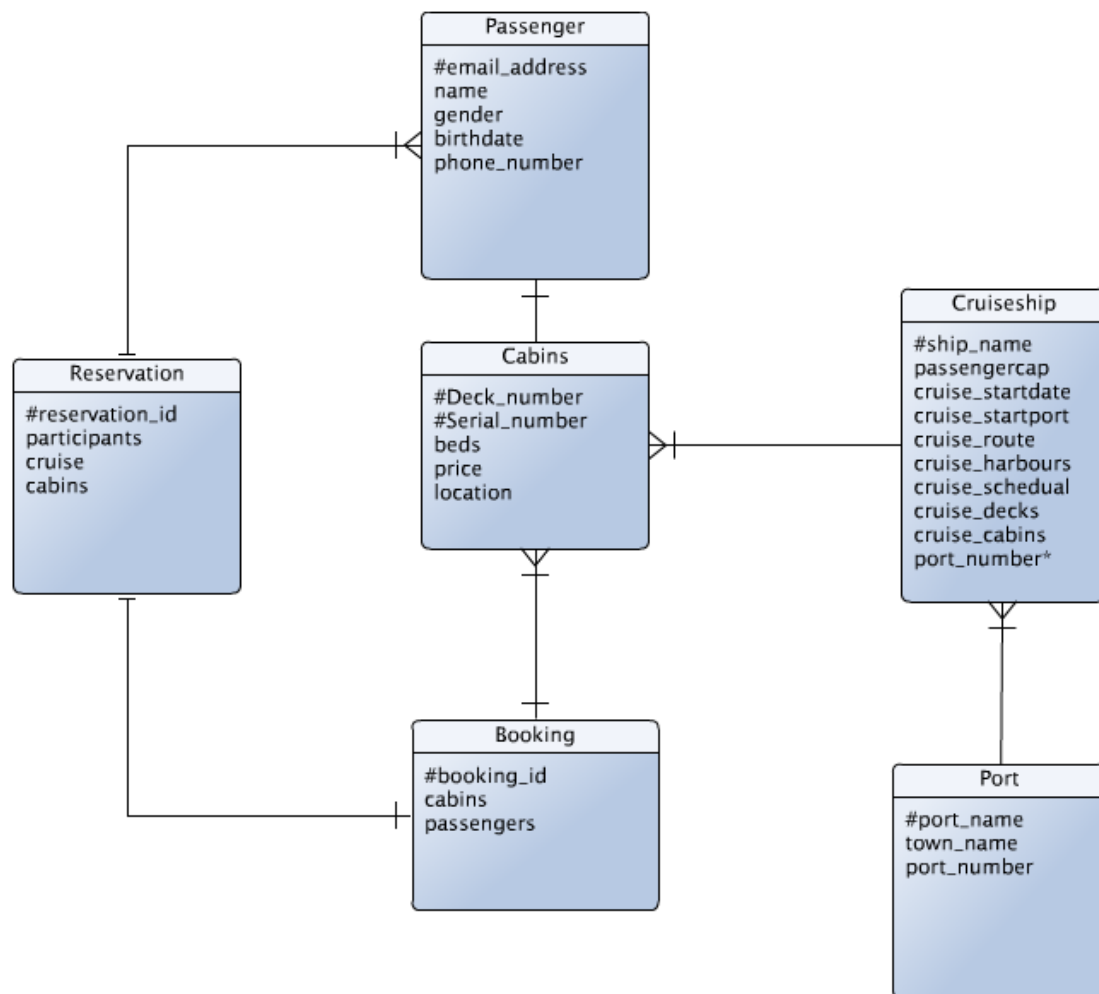 Passenger
#email_address
name
gender
birthdate
phone_number
Reservation
#reservation_id
participants
cruise
cabins
Cabins
#Deck_number
#Serial_number
beds
price
location
Cruiseship
#ship_name
passengercap
cruise_startdate
cruise_startport
cruise_route
cruise_harbours
cruise_schedual
cruise_decks
cruise_cabins
port_number*
Booking
#booking_id
cabins
passengers
Port
#port_name
town_name
port_number